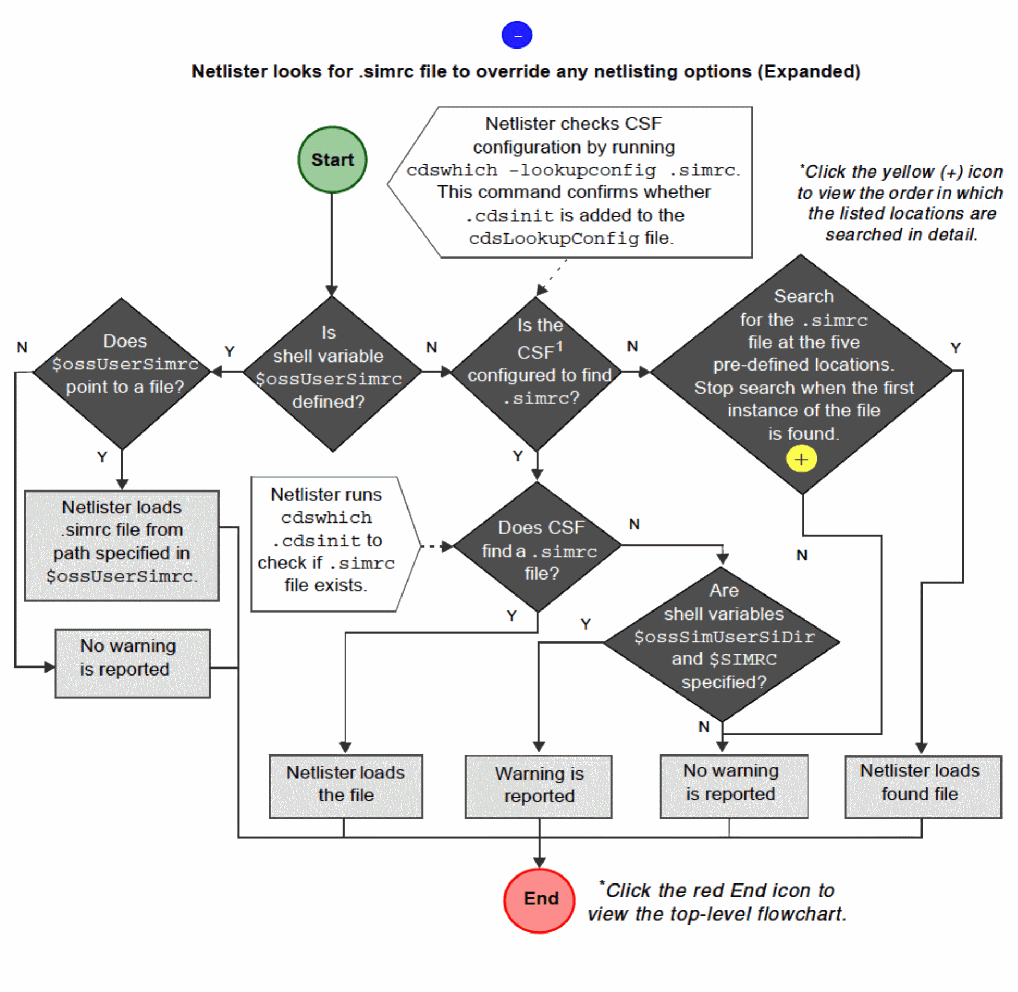 -
Netlister looks for .simrc file to override any netlisting options (Expanded)
Start
Netlister checks CSF
configuration by running
cdswhich -lookupconfig .simrc.
This command confirms whether
.cdsinit is added to the
cdsLookupConfig file.
*Click the yellow (+) icon
to view the order in which
the listed locations are
searched in detail.
N
Does
$ossUserSimrc
point to a file?
Y
Is
shell variable
$ossUserSimrc
defined?
N
Is the
CSF1
configured to find
.simrc?
N
Search
for the .simrc
file at the five
pre-defined locations.
Stop search when the first
instance of the file
is found.
+
Y
Y
Y
Netlister loads
.simrc file from
path specified in
$ossUserSimrc.
Netlister runs
cdswhich
.cdsinit to
check if .simrc
file exists.
Does CSF
find a .simrc
file?
N
N
Y
Y
Are
shell variables
$ossSimUserSiDir
and $SIMRC
specified?
No warning
is reported
N
Netlister loads
the file
Warning is
reported
No warning
is reported
Netlister loads
found file
End
*Click the red End icon to
view the top-level flowchart.